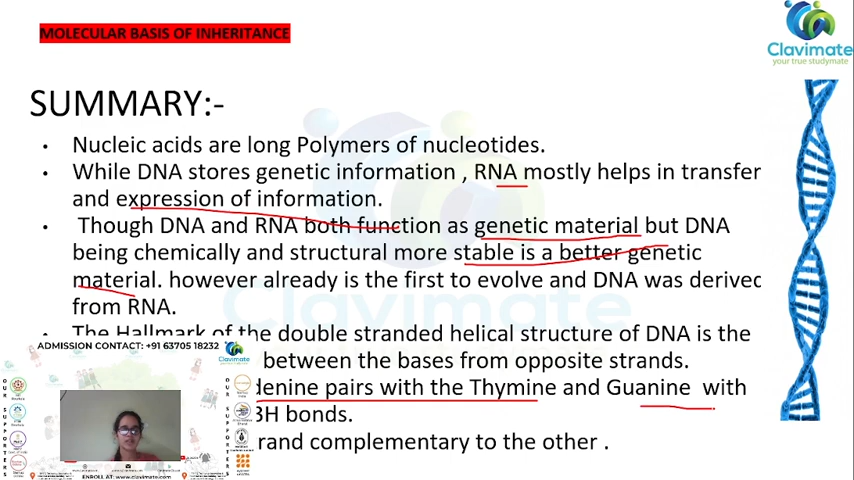 MOLECULAR BASIS OF INHERITANCE
Clavimate
your true studymate
SUMMARY:-
• Nucleic acids are long Polymers of nucleotides.
• While DNA stores genetic information , RNA mostly helps in transfer
and expression of information.
• Though DNA and RNA both function as genetic material but DNA
being chemically and structural more stable is a better genetic
material. however already is the first to evolve and DNA was derived
from RNA.
• The Hallmark of the double stranded helical structure of DNA is the
between the bases from opposite strands.
denine pairs with the Thymine and Guanine with
3H bonds.
rand complementary to the other .
ADMISSION CONTACT: +91 63705 18232
Clavimate
OUR SUPPORTERS
OUR SUPPORTERS
ENROLL AT: www.clavimate.com
Clavimate